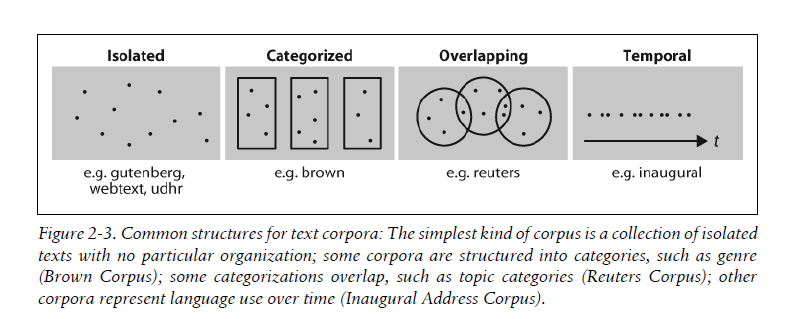 Isolated Categorized Overlapping Temporal
t
e.g. gutenberg, e.g. brown e.g. reuters e.g. inaugural
webtext, udhr
Figure 2-3. Common structures for text corpora: The simplest kind of corpus is a collection of isolated
texts with no particular organization; some corpora are structured into categories, such as genre
(Brown Corpus); some categorizations overlap, such as topic categories (Reuters Corpus); other
corpora represent language use over time (Inaugural Address Corpus).